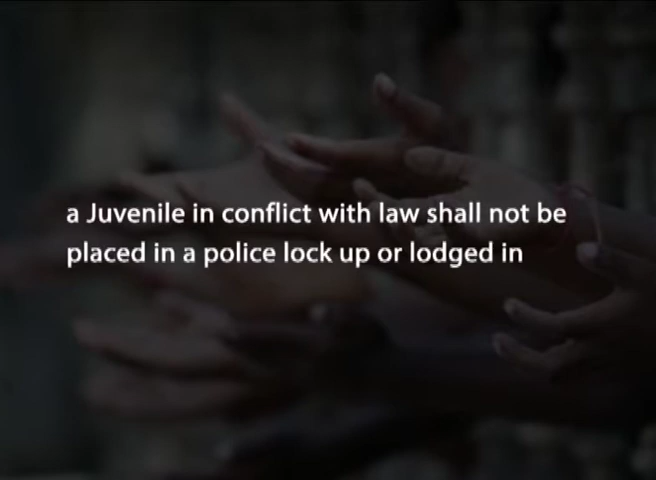 a Juvenile in conflict with law shall not be
placed in a police lock up or lodged in